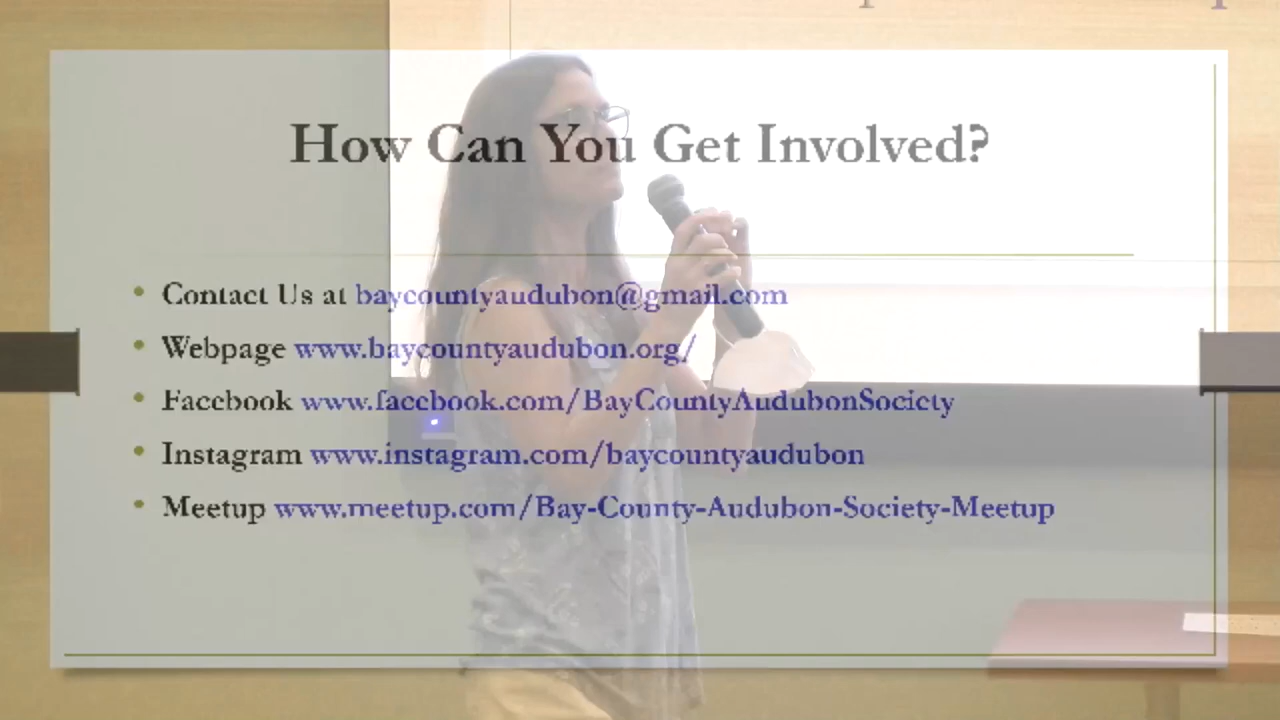 How Can You Get Involved?
• Contact Us at baycountyaudubon@gmail.com
• Webpage www.baycountyaudubon.org/
• Facebook www.facebook.com/BayCountyAudubonSociety
• Instagram www.instagram.com/baycountyaudubon
• Meetup www.meetup.com/Bay-County-Audubon-Society-Meetup